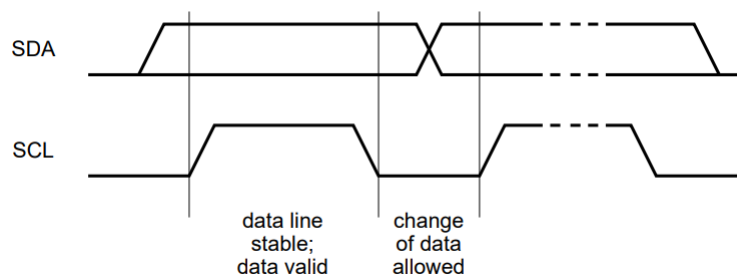 SDA
SCL
data line
stable;
data valid
change
of data
allowed